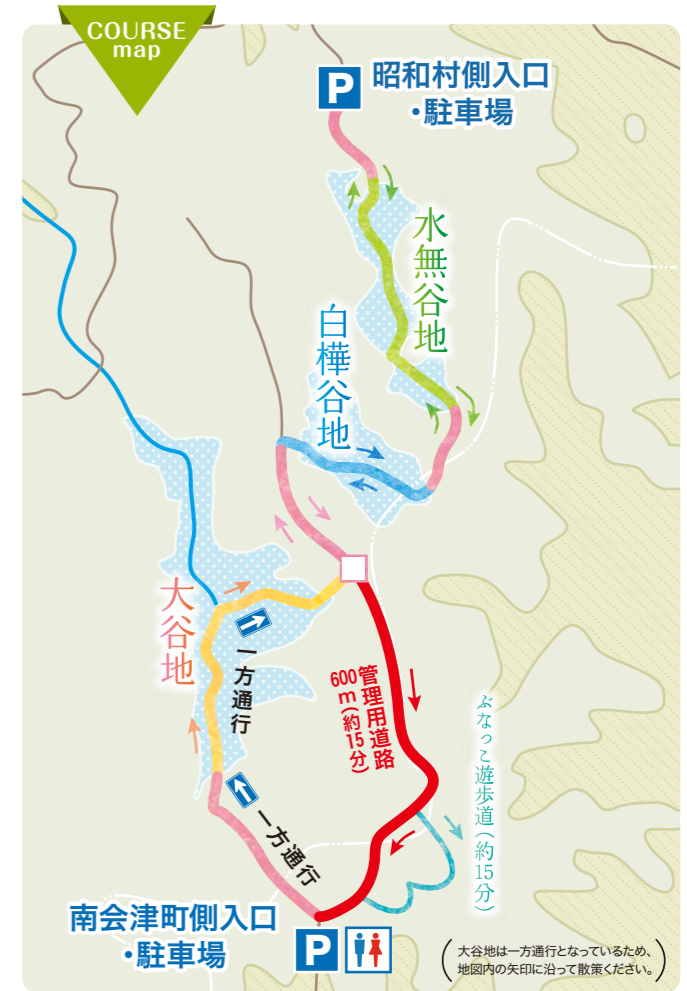 COURSE
map
P
昭和村側入口
・駐車場
水無谷地
白樺谷地
大谷地
一方通行
管理用道路
600m(約15分)
ぶなっこ遊歩道(約15分)
一方通行
南会津町側入口
・駐車場
P
(大谷地は一方通行となっているため、
地図内の矢印に沿って散策ください。)